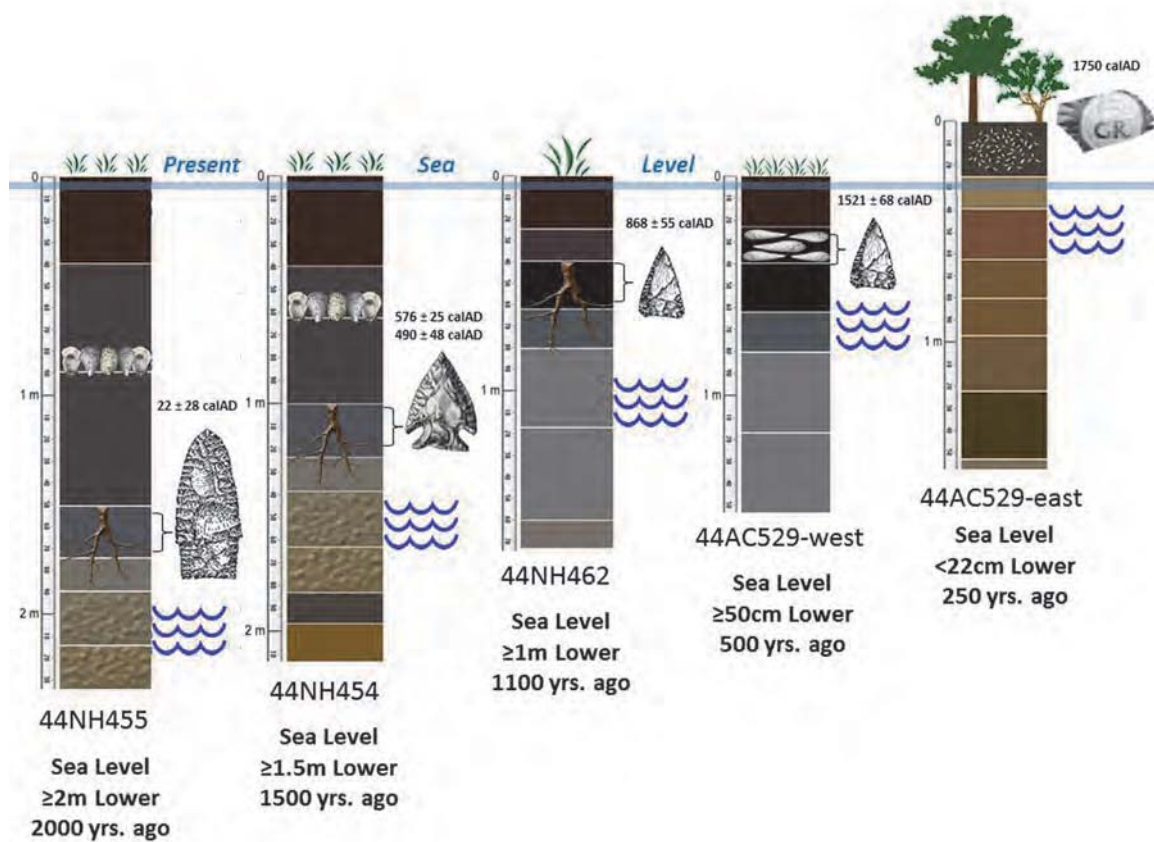 1750 calAD
GR
Present Sea Level
0
0
0
0
0
1521 ± 68 calAD
868 ± 55 calAD
576 ± 25 calAD
490 ± 48 calAD
22 ± 28 calAD
1 m
1 m
1 m
1 m
1 m
2 m
2 m
44NH455
Sea Level
≥2m Lower
2000 yrs. ago
44NH454
Sea Level
≥1.5m Lower
1500 yrs. ago
44NH462
Sea Level
≥1m Lower
1100 yrs. ago
44AC529-west
Sea Level
≥50cm Lower
500 yrs. ago
44AC529-east
Sea Level
<22cm Lower
250 yrs. ago